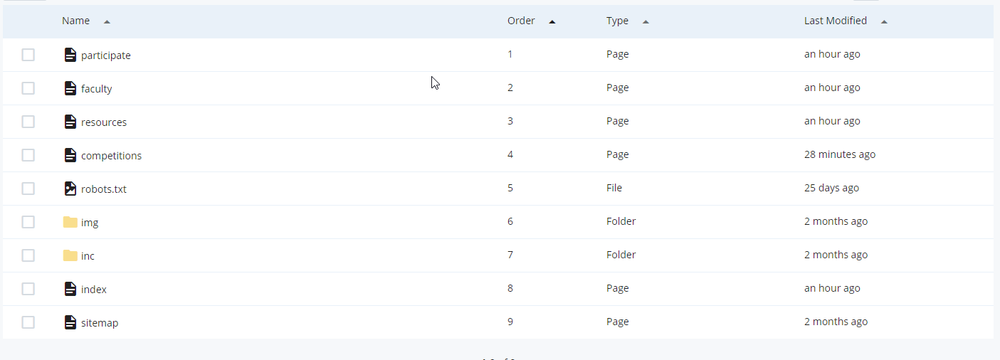 Name Order Type Last Modified
participate 1 Page an hour ago
faculty 2 Page an hour ago
resources 3 Page an hour ago
competitions 4 Page 28 minutes ago
robots.txt 5 File 25 days ago
img 6 Folder 2 months ago
inc 7 Folder 2 months ago
index 8 Page an hour ago
sitemap 9 Page 2 months ago